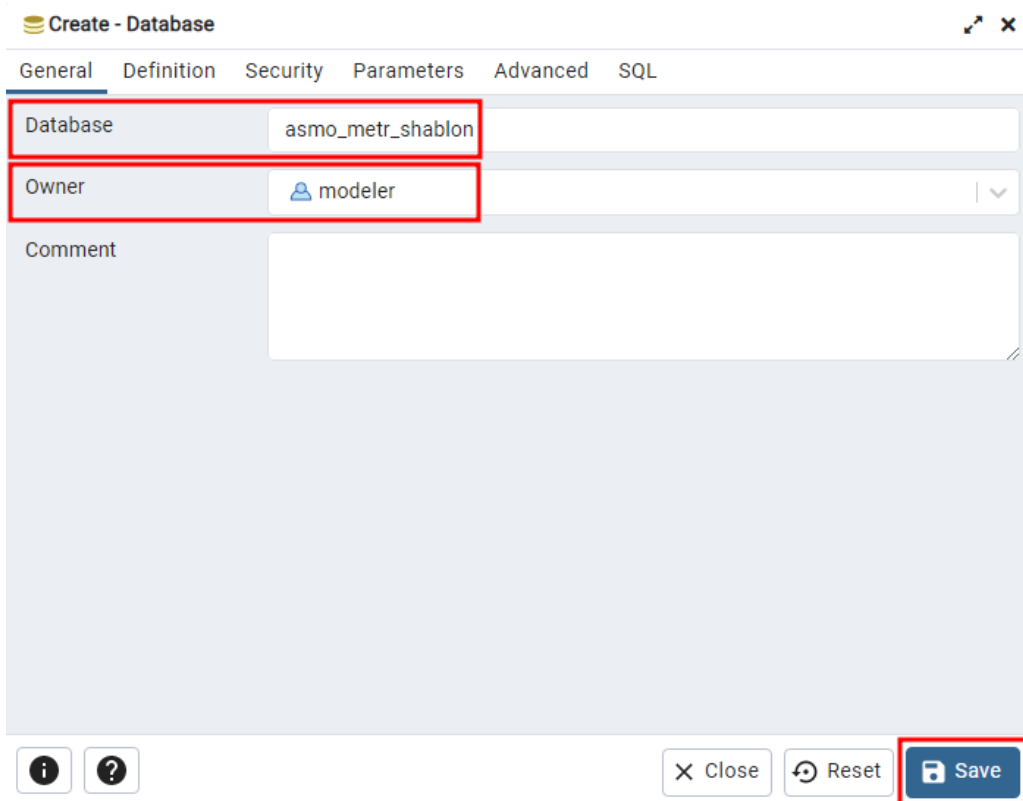 Create - Database
General Definition Security Parameters Advanced SQL
Database asmo_metr_shablon
Owner modeler
Comment
Close Reset Save